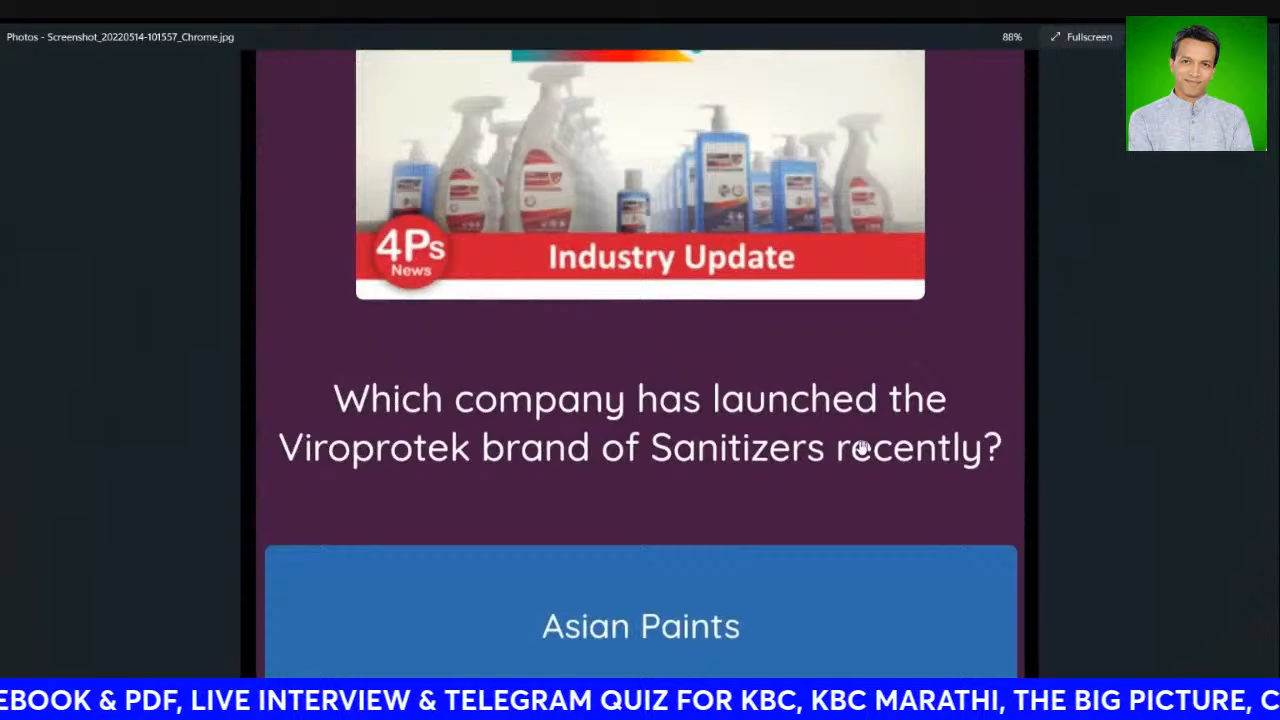 Photos - Screenshot_20220514-101557_Chrome.jpg
88%
Fullscreen
4Ps
News
Industry Update
Which company has launched the
Viroprotek brand of Sanitizers recently?
Asian Paints
EBOOK & PDF, LIVE INTERVIEW & TELEGRAM QUIZ FOR KBC, KBC MARATHI, THE BIG PICTURE, C